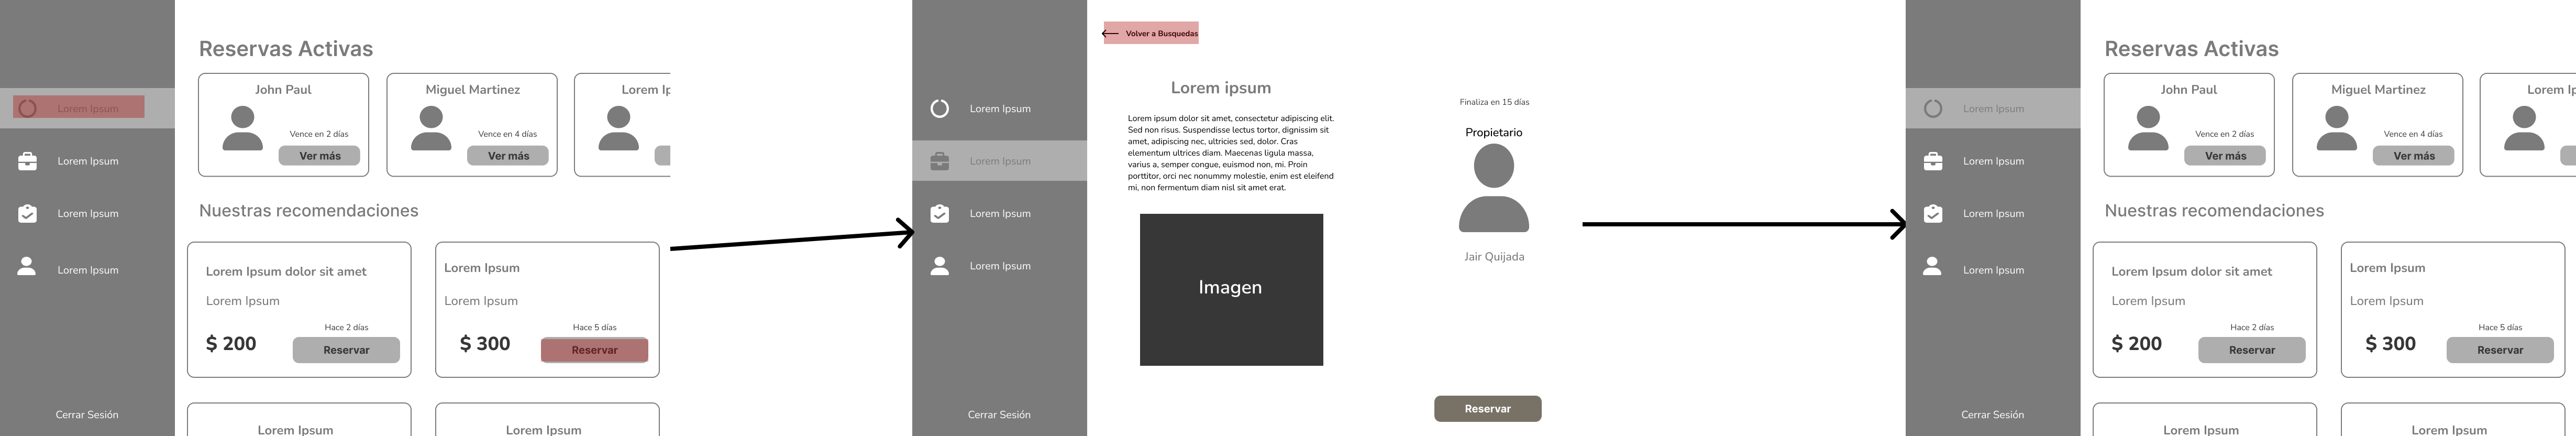 Lorem Ipsum
Lorem Ipsum
Lorem Ipsum
Lorem Ipsum
Cerrar Sesión
Reservas Activas
John Paul
Vence en 2 días
Ver más
Miguel Martinez
Vence en 4 días
Ver más
Lorem Ip
Nuestras recomendaciones
Lorem Ipsum dolor sit amet
Lorem Ipsum
$ 200
Hace 2 días
Reservar
Lorem Ipsum
Lorem Ipsum
$ 300
Hace 5 días
Reservar
Lorem Ipsum
Lorem Ipsum
Lorem Ipsum
Lorem Ipsum
Lorem Ipsum
Lorem Ipsum
Cerrar Sesión
Volver a Busquedas
Lorem ipsum
Lorem ipsum dolor sit amet, consectetur adipiscing elit.
Sed non risus. Suspendisse lectus tortor, dignissim sit
amet, adipiscing nec, ultricies sed, dolor. Cras
elementum ultrices diam. Maecenas ligula massa,
varius a, semper congue, euismod non, mi. Proin
porttitor, orci nec nonummy molestie, enim est eleifend
mi, non fermentum diam nisl sit amet erat.
Imagen
Finaliza en 15 días
Propietario
Jair Quijada
Reservar
Lorem Ipsum
Lorem Ipsum
Lorem Ipsum
Lorem Ipsum
Cerrar Sesión
Reservas Activas
John Paul
Vence en 2 días
Ver más
Miguel Martinez
Vence en 4 días
Ver más
Lorem Ip
Nuestras recomendaciones
Lorem Ipsum dolor sit amet
Lorem Ipsum
$ 200
Hace 2 días
Reservar
Lorem Ipsum
Lorem Ipsum
$ 300
Hace 5 días
Reservar
Lorem Ipsum
Lorem Ipsum